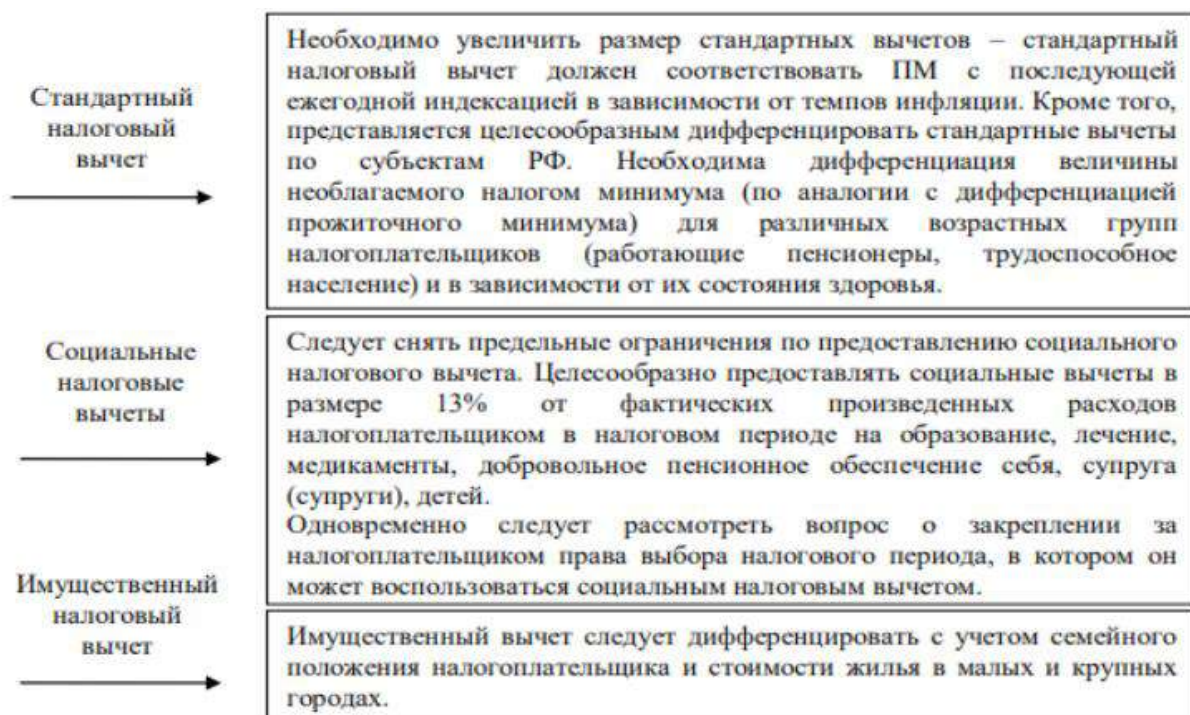 Стандартный
налоговый
вычет
Необходимо увеличить размер стандартных вычетов – стандартный
налоговый вычет должен соответствовать ПМ с последующей
ежегодной индексацией в зависимости от темпов инфляции. Кроме того,
представляется целесообразным дифференцировать стандартные вычеты
по субъектам РФ. Необходима дифференциация величины
необлагаемого налогом минимума (по аналогии с дифференциацией
прожиточного минимума) для различных возрастных групп
налогоплательщиков (работающие пенсионеры, трудоспособное
население) и в зависимости от их состояния здоровья.
Социальные
налоговые
вычеты
Следует снять предельные ограничения по предоставлению социального
налогового вычета. Целесообразно предоставлять социальные вычеты в
размере 13% от фактических произведенных расходов
налогоплательщиком в налоговом периоде на образование, лечение,
медикаменты, добровольное пенсионное обеспечение себя, супруга
(супруги), детей.
Одновременно следует рассмотреть вопрос о закреплении за
налогоплательщиком права выбора налогового периода, в котором он
может воспользоваться социальным налоговым вычетом.
Имущественный
налоговый
вычет
Имущественный вычет следует дифференцировать с учетом семейного
положения налогоплательщика и стоимости жилья в малых и крупных
городах.